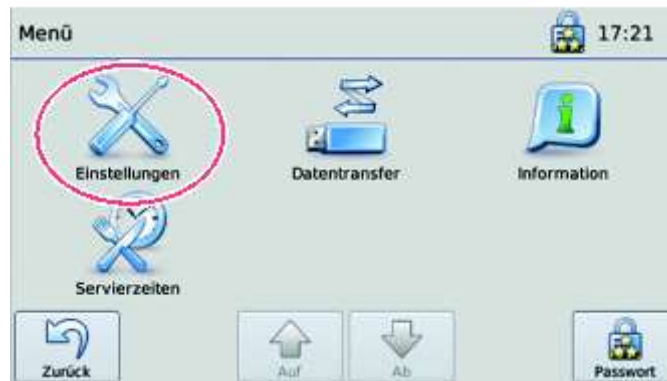 Menü
17:21
Einstellungen
Datentransfer
Information
Servierzeiten
Zurück
Auf
Ab
Passwort